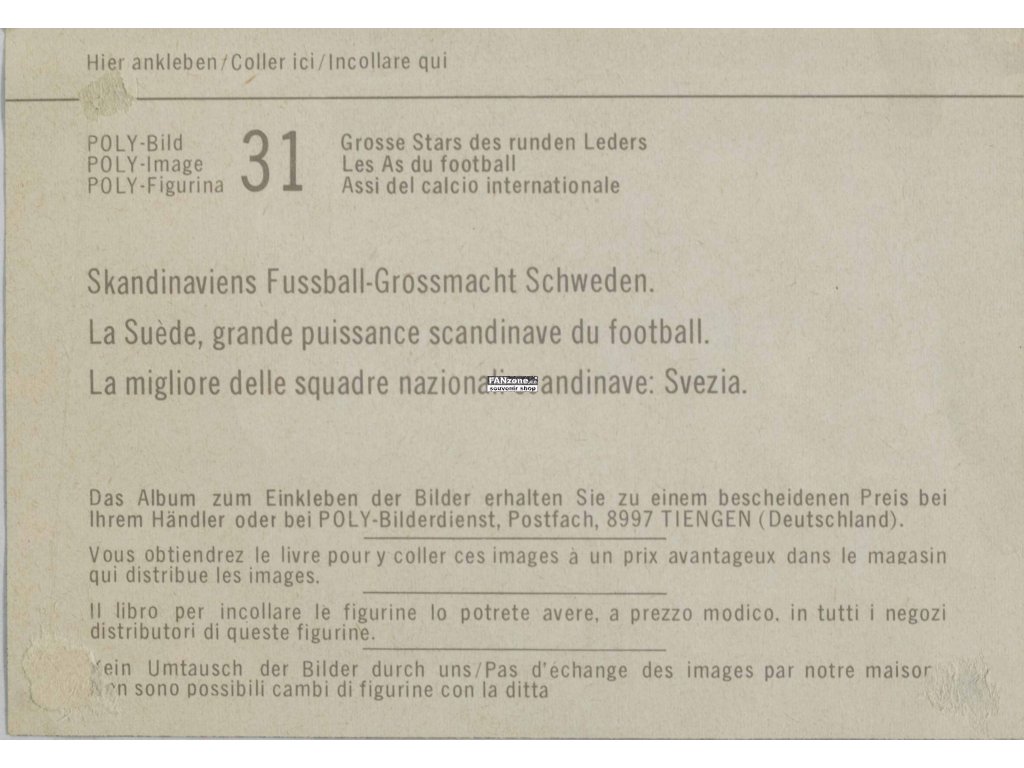 Hier ankleben/Coller ici/Incollare qui
POLY-Bild
POLY-Image
POLY-Figurina
31
Grosse Stars des runden Leders
Les As du football
Assi del calcio internationale
Skandinaviens Fussball-Grossmacht Schweden.
La Suède, grande puissance scandinave du football.
La migliore delle squadre nazionali scandinave: Svezia.
FANzone.cz
souvenir shop
Das Album zum Einkleben der Bilder erhalten Sie zu einem bescheidenen Preis bei
Ihrem Händler oder bei POLY-Bilderdienst, Postfach, 8997 TIENGEN (Deutschland).
Vous obtiendrez le livre pour y coller ces images à un prix avantageux dans le magasin
qui distribue les images.
Il libro per incollare le figurine lo potrete avere, a prezzo modico, in tutti i negozi
distributori di queste figurine.
Kein Umtausch der Bilder durch uns/Pas d'échange des images par notre maison
Non sono possibili cambi di figurine con la ditta